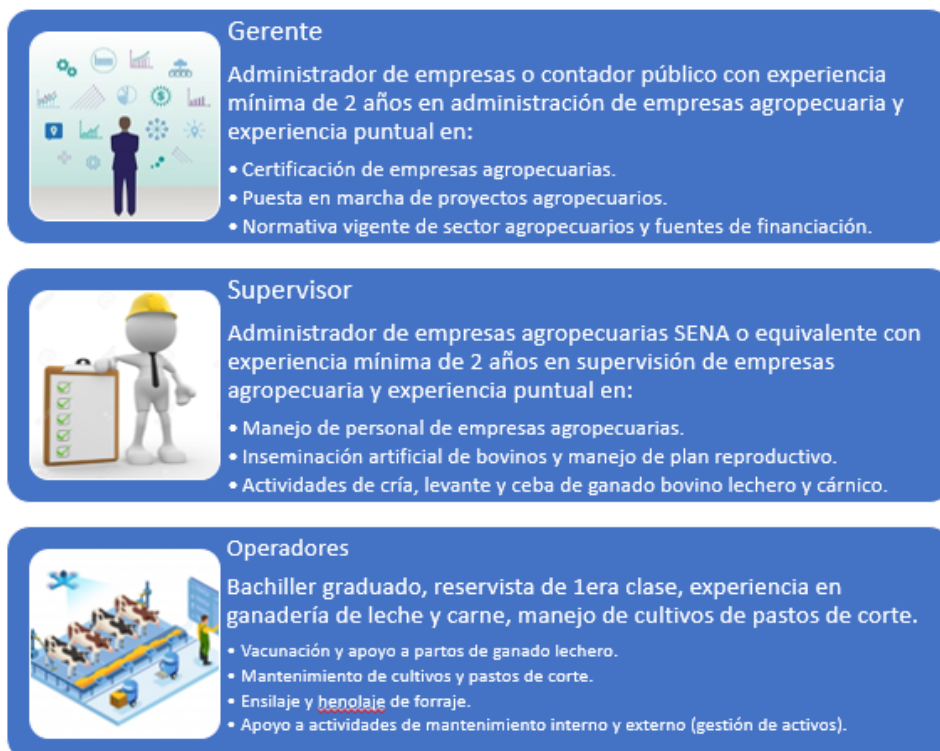 Gerente
Administrador de empresas o contador público con experiencia
mínima de 2 años en administración de empresas agropecuaria y
experiencia puntual en:
• Certificación de empresas agropecuarias.
• Puesta en marcha de proyectos agropecuarios.
• Normativa vigente de sector agropecuarios y fuentes de financiación.
Supervisor
Administrador de empresas agropecuarias SENA o equivalente con
experiencia mínima de 2 años en supervisión de empresas
agropecuaria y experiencia puntual en:
• Manejo de personal de empresas agropecuarias.
• Inseminación artificial de bovinos y manejo de plan reproductivo.
• Actividades de cría, levante y ceba de ganado bovino lechero y cárnico.
Operadores
Bachiller graduado, reservista de 1era clase, experiencia en
ganadería de leche y carne, manejo de cultivos de pastos de corte.
• Vacunación y apoyo a partos de ganado lechero.
• Mantenimiento de cultivos y pastos de corte.
• Ensilaje y henolaje de forraje.
• Apoyo a actividades de mantenimiento interno y externo (gestión de activos).